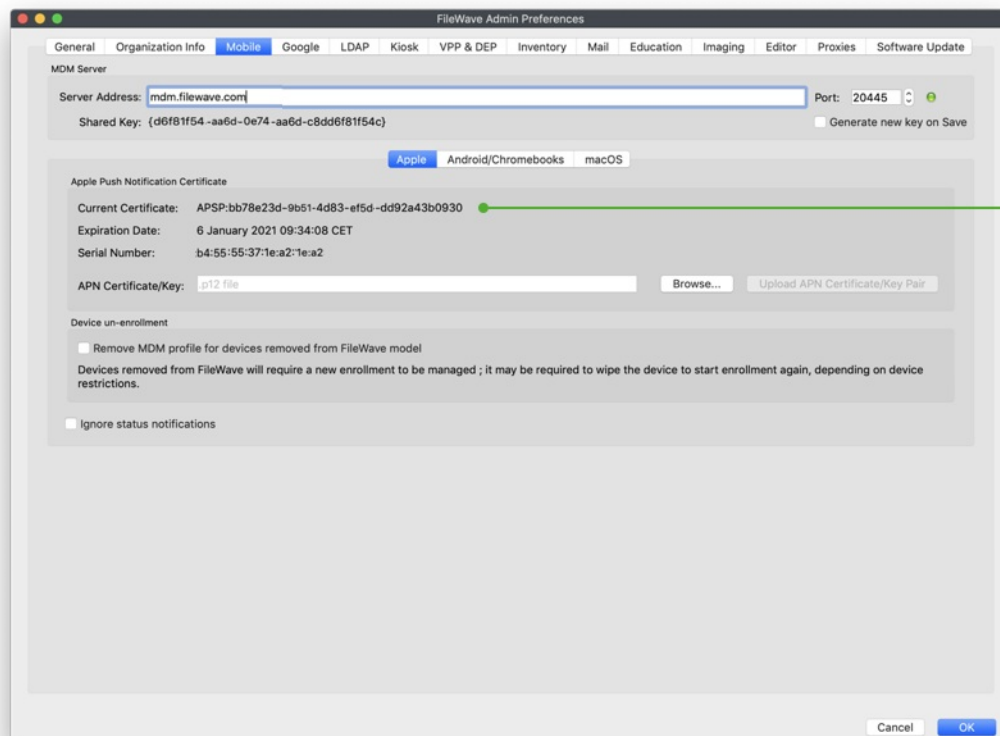 FileWave Admin Preferences
General Organization Info Mobile Google LDAP Kiosk VPP & DEP Inventory Mail Education Imaging Editor Proxies Software Update
MDM Server
Server Address: mdm.filewave.com Port: 20445
Shared Key: {d6f81f54-aa6d-0e74-aa6d-c8dd6f81f54c} Generate new key on Save
Apple Android/Chromebooks macOS
Apple Push Notification Certificate
Current Certificate: APSP:bb78e23d-9b51-4d83-ef5d-dd92a43b0930
Expiration Date: 6 January 2021 09:34:08 CET
Serial Number: b4:55:55:37:1e:a2:1e:a2
APN Certificate/Key: .p12 file Browse... Upload APN Certificate/Key Pair
Device un-enrollment
Remove MDM profile for devices removed from FileWave model
Devices removed from FileWave will require a new enrollment to be managed ; it may be required to wipe the device to start enrollment again, depending on device
restrictions.
Ignore status notifications
Cancel OK